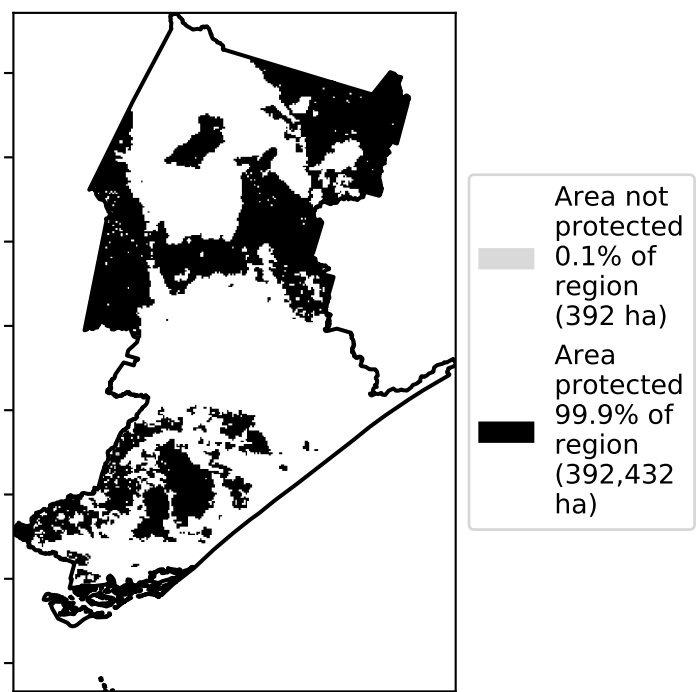 Area not
protected
0.1% of
region
(392 ha)
Area
protected
99.9% of
region
(392,432
ha)